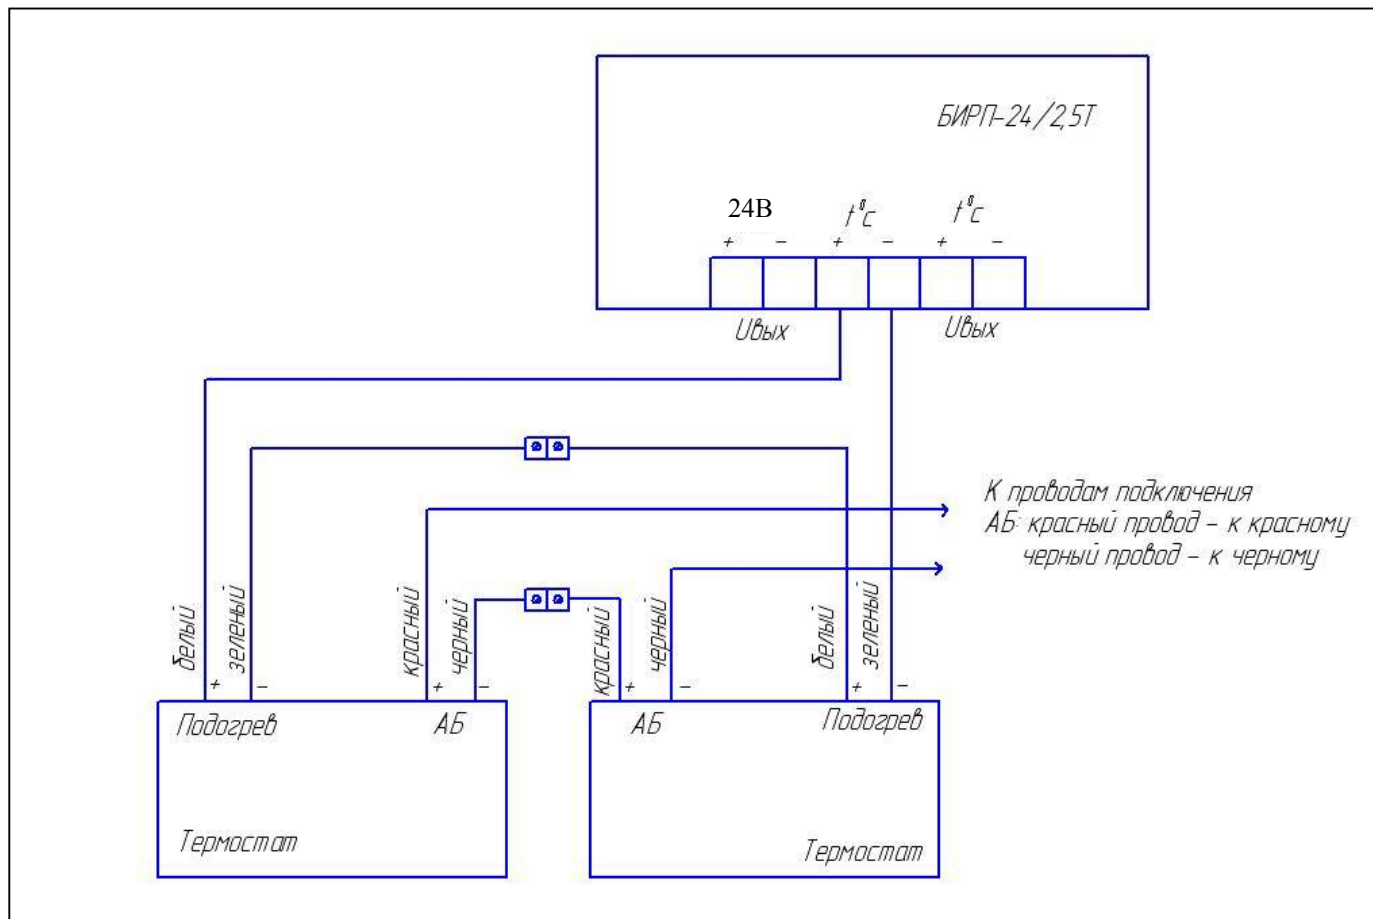 БИРП-24/2,5Т
24В t°c t°c
+ − + − + −
Uвых Uвых
К проводам подключения
АБ: красный провод – к красному
черный провод – к черному
белый
зеленый
красный
черный
красный
черный
белый
зеленый
+ − + − + − + −
Подогрев АБ АБ Подогрев
Термостат
Термостат